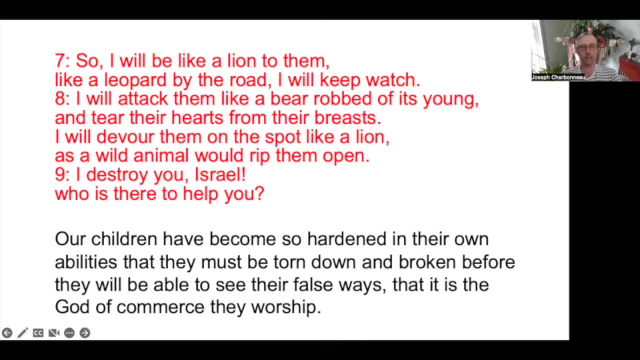 7: So, I will be like a lion to them,
like a leopard by the road, I will keep watch.
8: I will attack them like a bear robbed of its young,
and tear their hearts from their breasts.
I will devour them on the spot like a lion,
as a wild animal would rip them open.
9: I destroy you, Israel!
who is there to help you?
Our children have become so hardened in their own
abilities that they must be torn down and broken before
they will be able to see their false ways, that it is the
God of commerce they worship.
Joseph Charbonneau
CC